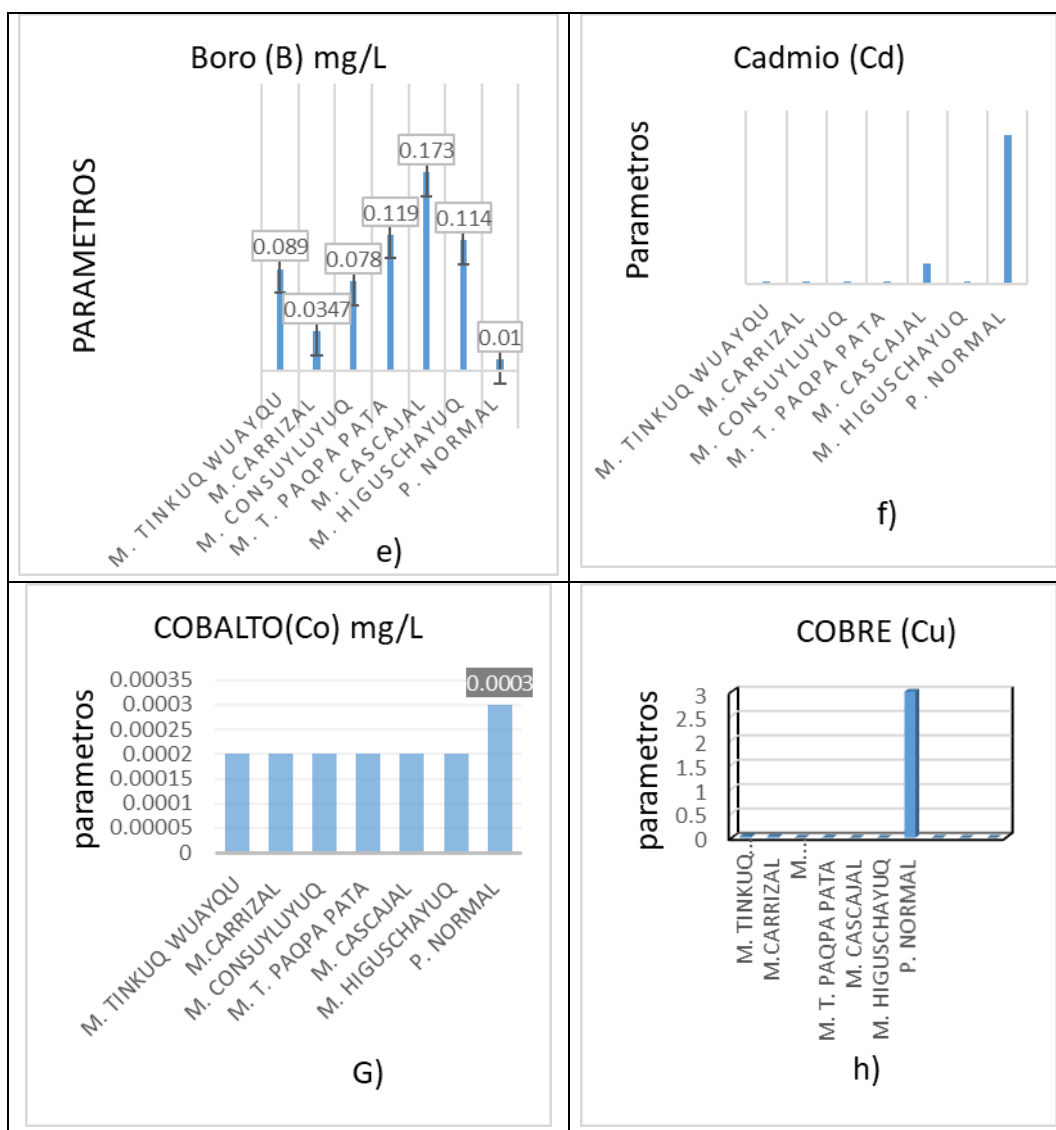 Boro (B) mg/L
PARAMETROS
0.089
0.0347
0.078
0.119
0.173
0.114
0.01
M. TINKUQ WUAYQU
M.CARRIZAL
M. CONSUYLUYUQ
M. T. PAQPA PATA
M. CASCAJAL
M. HIGUSCHAYUQ
P. NORMAL
e)
Cadmio (Cd)
Parametros
M. TINKUQ WUAYQU
M.CARRIZAL
M. CONSUYLUYUQ
M. T. PAQPA PATA
M. CASCAJAL
M. HIGUSCHAYUQ
P. NORMAL
f)
COBALTO(Co) mg/L
parametros
0.00035
0.0003
0.00025
0.0002
0.00015
0.0001
0.00005
0
0.0003
M. TINKUQ WUAYQU
M.CARRIZAL
M. CONSUYLUYUQ
M. T. PAQPA PATA
M. CASCAJAL
M. HIGUSCHAYUQ
P. NORMAL
G)
COBRE (Cu)
parametros
3
2.5
2
1.5
1
0.5
0
M. TINKUQ...
M.CARRIZAL
M...
M. T. PAQPA PATA
M. CASCAJAL
M. HIGUSCHAYUQ
P. NORMAL
h)